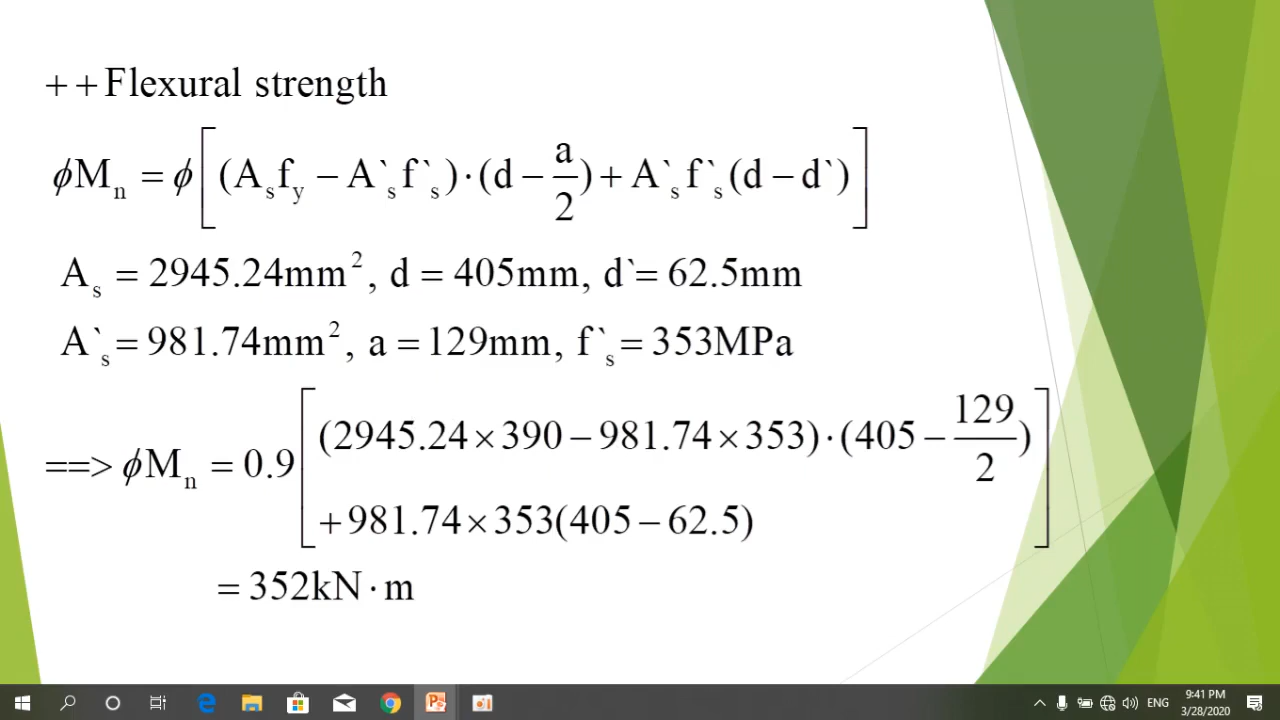 ++Flexural strength
ϕMn = ϕ[(Asfy − A`sf`s)·(d − a/2) + A`sf`s(d − d`)]
As = 2945.24mm², d = 405mm, d`= 62.5mm
A`s = 981.74mm², a = 129mm, f`s = 353MPa
==> ϕMn = 0.9[(2945.24×390 − 981.74×353)·(405 − 129/2)
+981.74×353(405 − 62.5)]
= 352kN·m
ENG
9:41 PM
3/28/2020